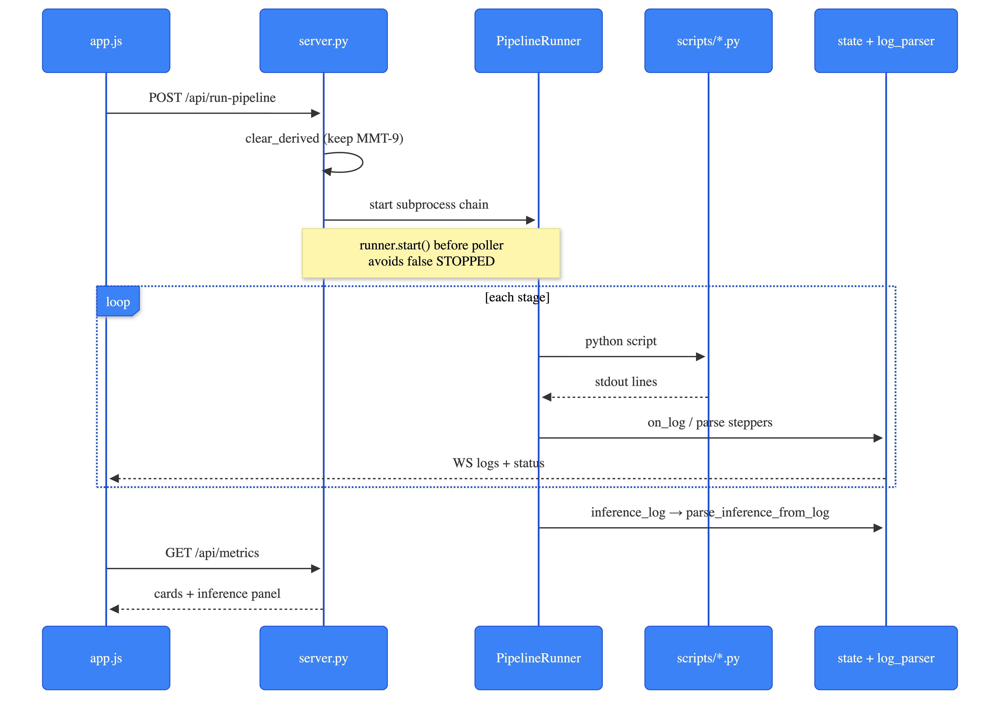 app.js
server.py
PipelineRunner
scripts/*.py
state + log_parser
POST /api/run-pipeline
clear_derived (keep MMT-9)
start subprocess chain
runner.start() before poller
avoids false STOPPED
loop
[each stage]
python script
stdout lines
on_log / parse steppers
WS logs + status
inference_log → parse_inference_from_log
GET /api/metrics
cards + inference panel
app.js
server.py
PipelineRunner
scripts/*.py
state + log_parser